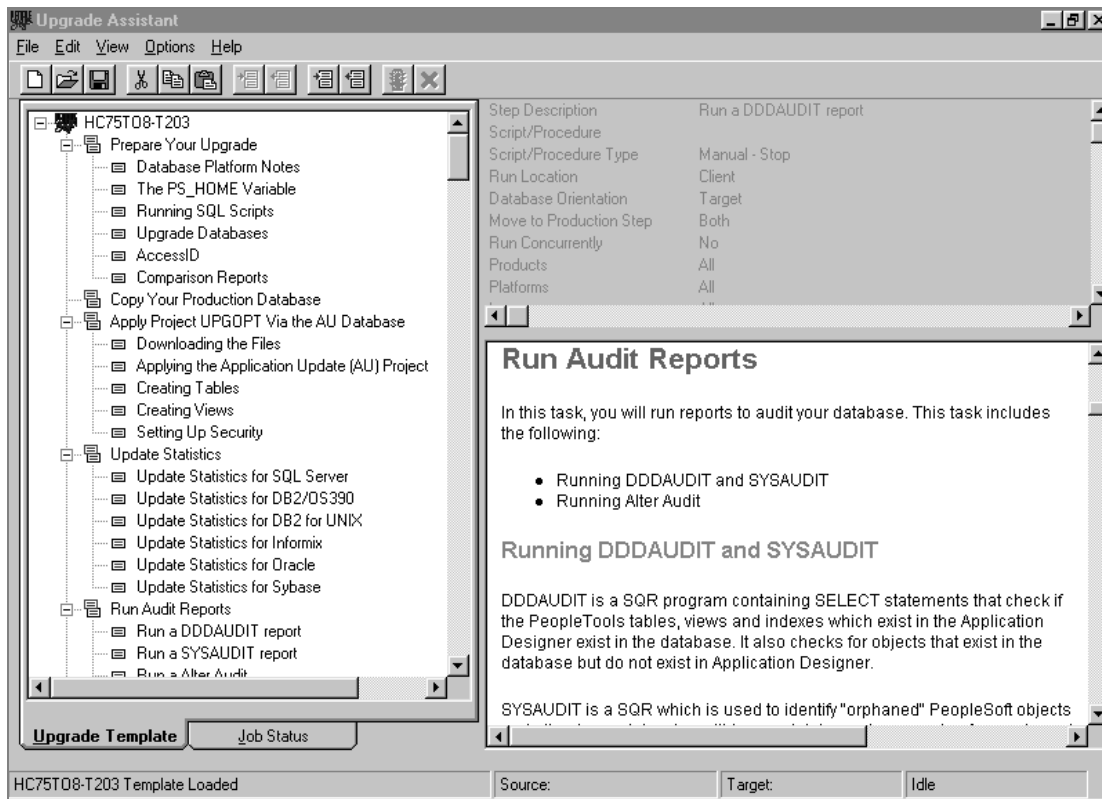 Upgrade Assistant
File Edit View Options Help
HC75TO8-T203
Prepare Your Upgrade
Database Platform Notes
The PS_HOME Variable
Running SQL Scripts
Upgrade Databases
AccessID
Comparison Reports
Copy Your Production Database
Apply Project UPGOPT Via the AU Database
Downloading the Files
Applying the Application Update (AU) Project
Creating Tables
Creating Views
Setting Up Security
Update Statistics
Update Statistics for SQL Server
Update Statistics for DB2/OS390
Update Statistics for DB2 for UNIX
Update Statistics for Informix
Update Statistics for Oracle
Update Statistics for Sybase
Run Audit Reports
Run a DDDAUDIT report
Run a SYSAUDIT report
Run a Alter Audit
Upgrade Template Job Status
Step Description Run a DDDAUDIT report
Script/Procedure
Script/Procedure Type Manual - Stop
Run Location Client
Database Orientation Target
Move to Production Step Both
Run Concurrently No
Products All
Platforms All
Run Audit Reports
In this task, you will run reports to audit your database. This task includes
the following:
• Running DDDAUDIT and SYSAUDIT
• Running Alter Audit
Running DDDAUDIT and SYSAUDIT
DDDAUDIT is a SQR program containing SELECT statements that check if
the PeopleTools tables, views and indexes which exist in the Application
Designer exist in the database. It also checks for objects that exist in the
database but do not exist in Application Designer.
SYSAUDIT is a SQR which is used to identify "orphaned" PeopleSoft objects
HC75TO8-T203 Template Loaded Source: Target: Idle